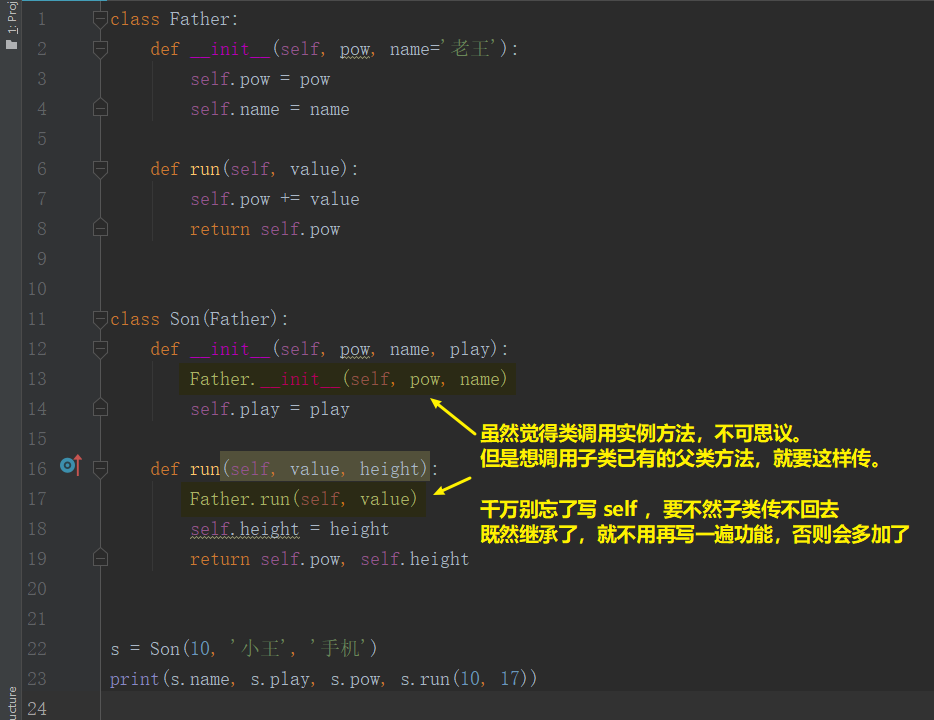 1: Proj
1 class Father:
2 def __init__(self, pow, name='老王'):
3 self.pow = pow
4 self.name = name
5
6 def run(self, value):
7 self.pow += value
8 return self.pow
9
10
11 class Son(Father):
12 def __init__(self, pow, name, play):
13 Father.__init__(self, pow, name)
14 self.play = play
虽然觉得类调用实例方法，不可思议。
但是想调用子类已有的父类方法，就要这样传。
15
16 def run(self, value, height):
17 Father.run(self, value)
千万别忘了写 self ，要不然子类传不回去
既然继承了，就不用再写一遍功能，否则会多加了
18 self.height = height
19 return self.pow, self.height
20
21
22 s = Son(10, '小王', '手机')
23 print(s.name, s.play, s.pow, s.run(10, 17))
24
ucture